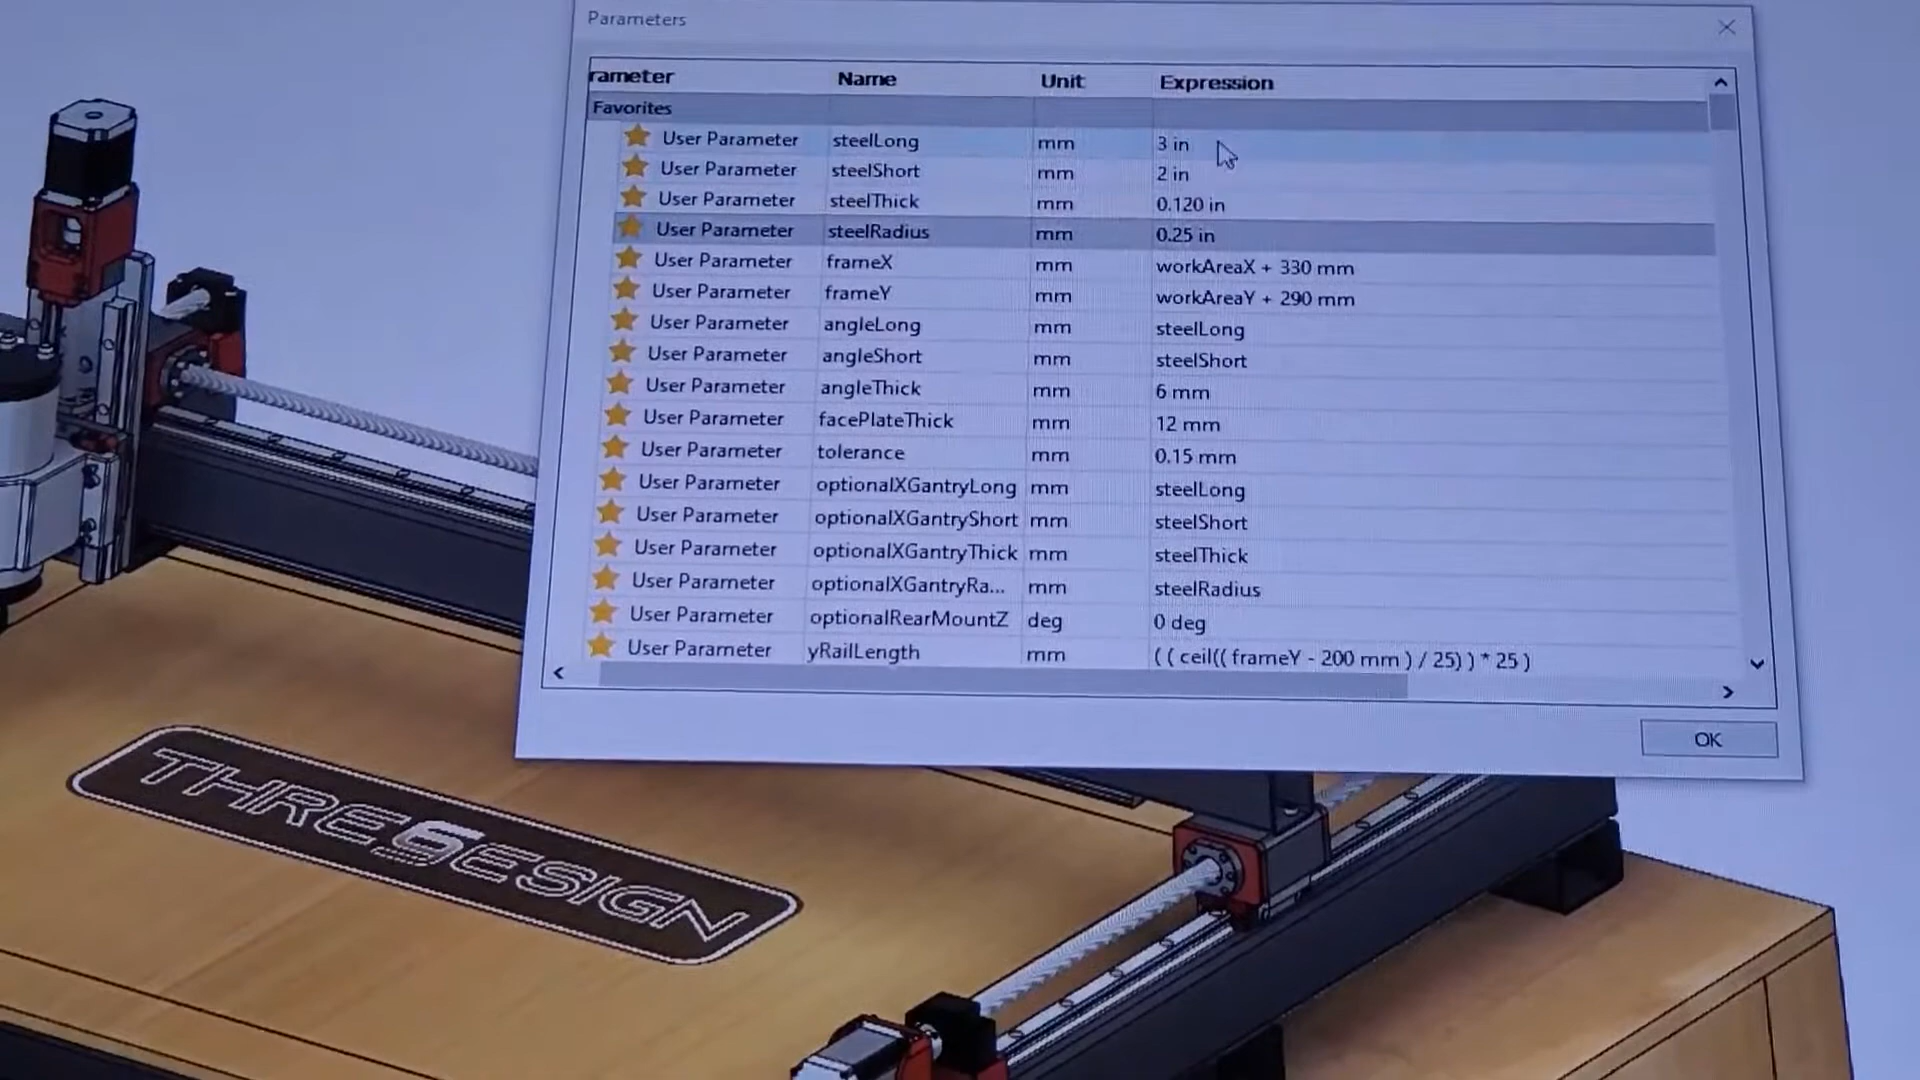 Parameters
rameter Name Unit Expression
Favorites
User Parameter steelLong mm 3 in
User Parameter steelShort mm 2 in
User Parameter steelThick mm 0.120 in
User Parameter steelRadius mm 0.25 in
User Parameter frameX mm workAreaX + 330 mm
User Parameter frameY mm workAreaY + 290 mm
User Parameter angleLong mm steelLong
User Parameter angleShort mm steelShort
User Parameter angleThick mm 6 mm
User Parameter facePlateThick mm 12 mm
User Parameter tolerance mm 0.15 mm
User Parameter optionalXGantryLong mm steelLong
User Parameter optionalXGantryShort mm steelShort
User Parameter optionalXGantryThick mm steelThick
User Parameter optionalXGantryRa... mm steelRadius
User Parameter optionalRearMountZ deg 0 deg
User Parameter yRailLength mm ( ( ceil(( frameY - 200 mm ) / 25) ) * 25 )
OK
THRE6ESIGN